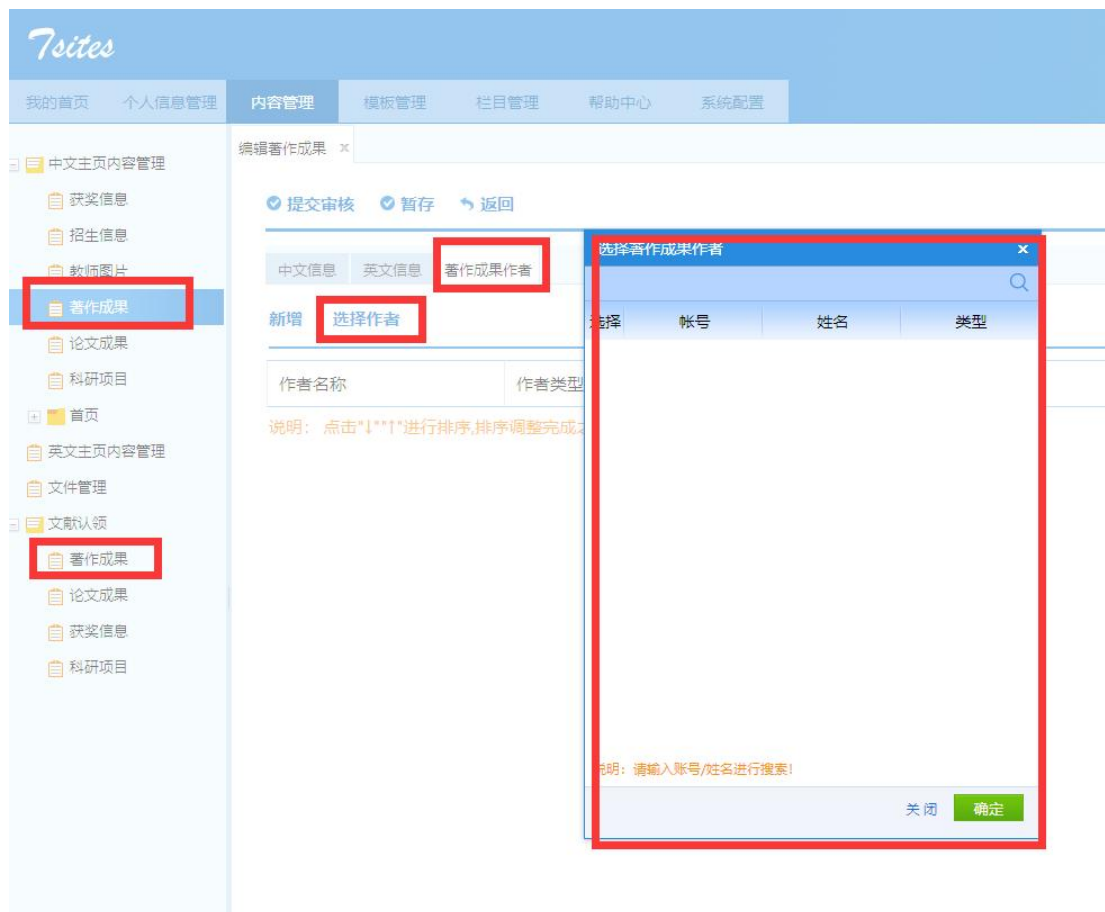 Tsites
我的首页 个人信息管理 内容管理 模板管理 栏目管理 帮助中心 系统配置
编辑著作成果 ×
中文主页内容管理
获奖信息
招生信息
教师图片
著作成果
论文成果
科研项目
首页
英文主页内容管理
文件管理
文献认领
著作成果
论文成果
获奖信息
科研项目
提交审核 暂存 返回
中文信息 英文信息 著作成果作者
新增 选择作者
作者名称 作者类型
说明： 点击"↓""↑"进行排序,排序调整完成之
选择著作成果作者 ×
选择 帐号 姓名 类型
说明：请输入账号/姓名进行搜索!
关闭 确定